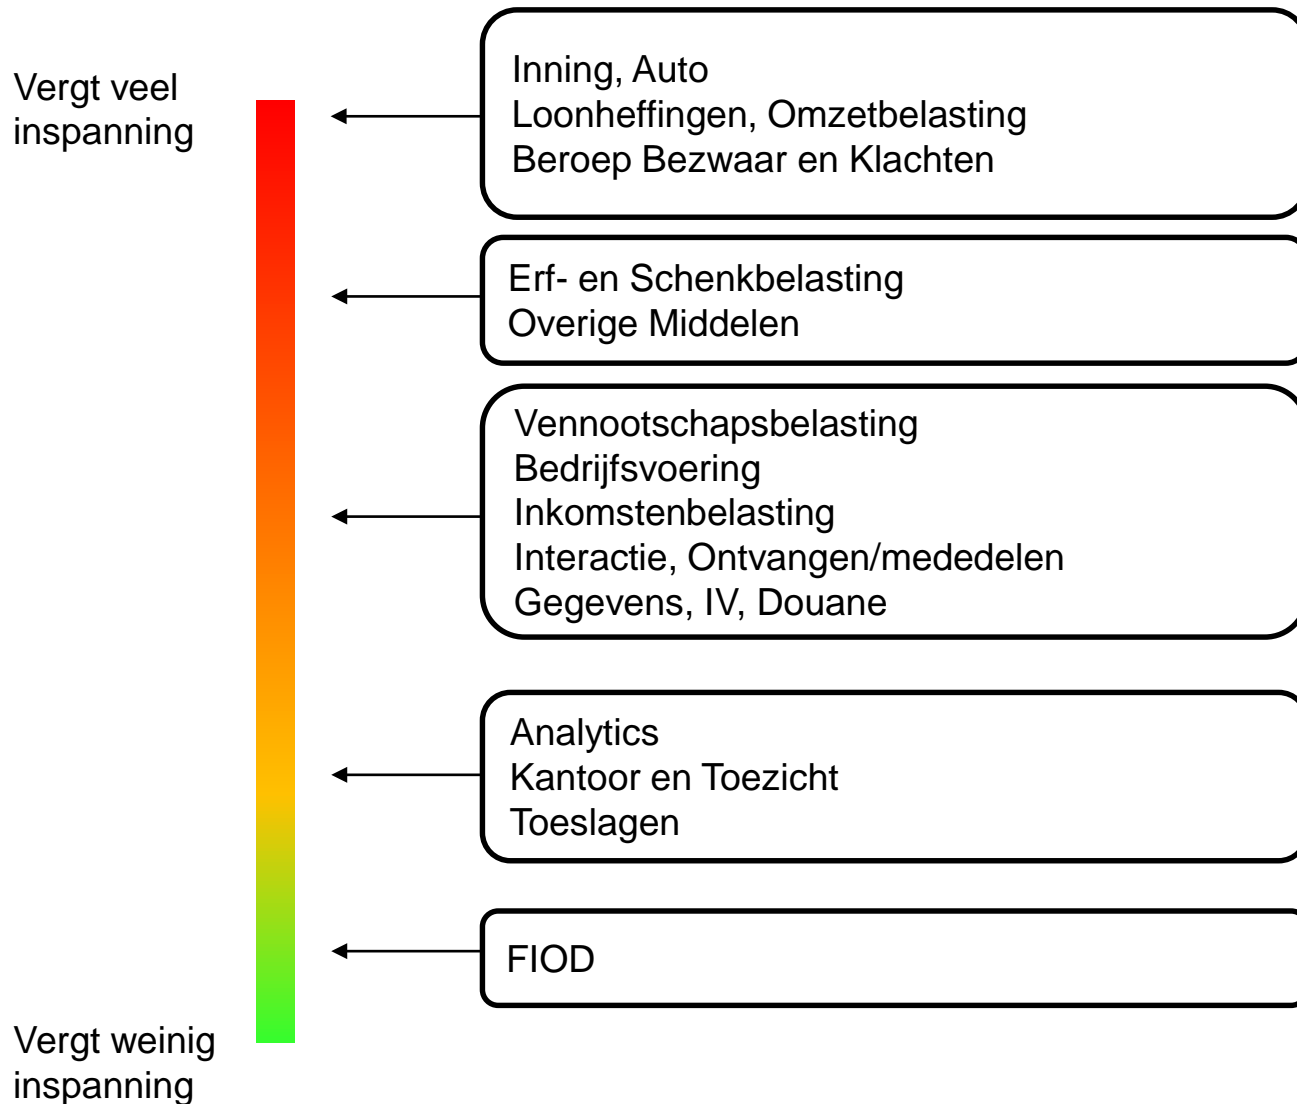 Vergt veel
inspanning
Inning, Auto
Loonheffingen, Omzetbelasting
Beroep Bezwaar en Klachten
Erf- en Schenkbelasting
Overige Middelen
Vennootschapsbelasting
Bedrijfsvoering
Inkomstenbelasting
Interactie, Ontvangen/mededelen
Gegevens, IV, Douane
Analytics
Kantoor en Toezicht
Toeslagen
FIOD
Vergt weinig
inspanning